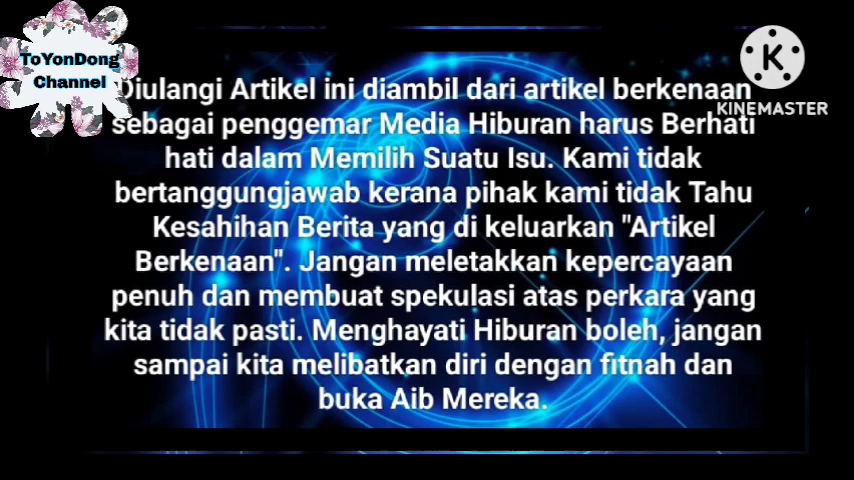 ToYonDong
Channel
KINEMASTER
Diulangi Artikel ini diambil dari artikel berkenaan
sebagai penggemar Media Hiburan harus Berhati
hati dalam Memilih Suatu Isu. Kami tidak
bertanggungjawab kerana pihak kami tidak Tahu
Kesahihan Berita yang di keluarkan "Artikel
Berkenaan". Jangan meletakkan kepercayaan
penuh dan membuat spekulasi atas perkara yang
kita tidak pasti. Menghayati Hiburan boleh, jangan
sampai kita melibatkan diri dengan fitnah dan
buka Aib Mereka.